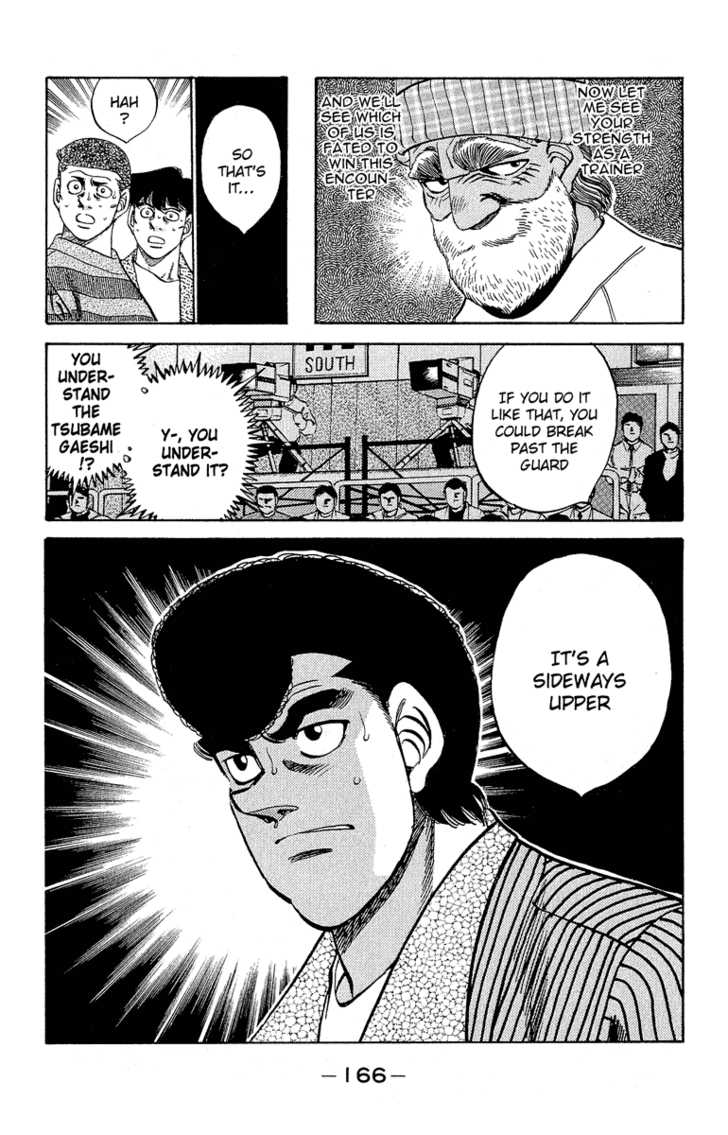 NOW LET
ME SEE
YOUR
STRENGTH
AS A
TRAINER
AND WE'LL
SEE WHICH
OF US IS
FATED TO
WIN THIS
ENCOUN-
TER
SO
THAT'S
IT...
HAH
?
IF YOU DO IT
LIKE THAT, YOU
COULD BREAK
PAST THE
GUARD
SOUTH
Y-, YOU
UNDER-
STAND IT?
YOU
UNDER-
STAND
THE
TSUBAME
GAESHI
!?
IT'S A
SIDEWAYS
UPPER
—166—